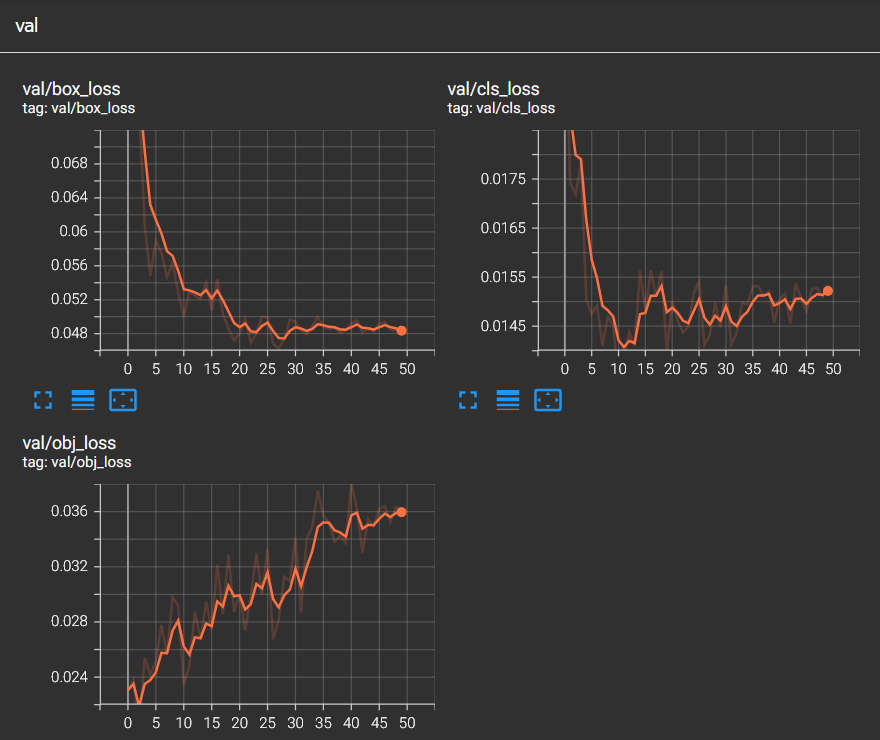 val
val/box_loss
tag: val/box_loss
0.068
0.064
0.06
0.056
0.052
0.048
0 5 10 15 20 25 30 35 40 45 50
val/cls_loss
tag: val/cls_loss
0.0175
0.0165
0.0155
0.0145
0 5 10 15 20 25 30 35 40 45 50
val/obj_loss
tag: val/obj_loss
0.036
0.032
0.028
0.024
0 5 10 15 20 25 30 35 40 45 50